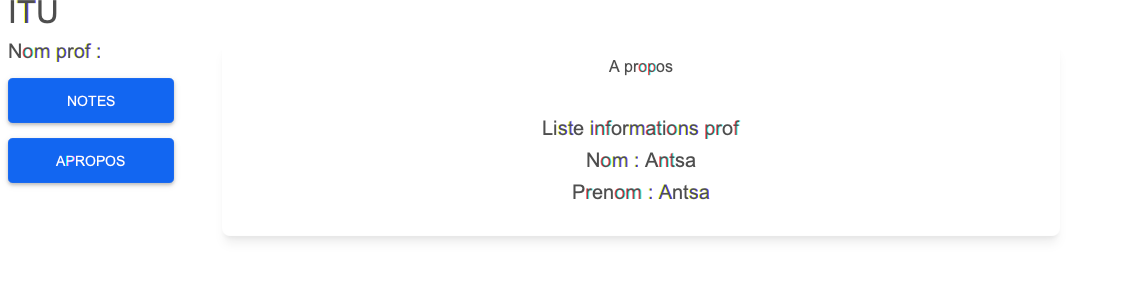 ITU
Nom prof :
NOTES
APROPOS
A propos
Liste informations prof
Nom : Antsa
Prenom : Antsa